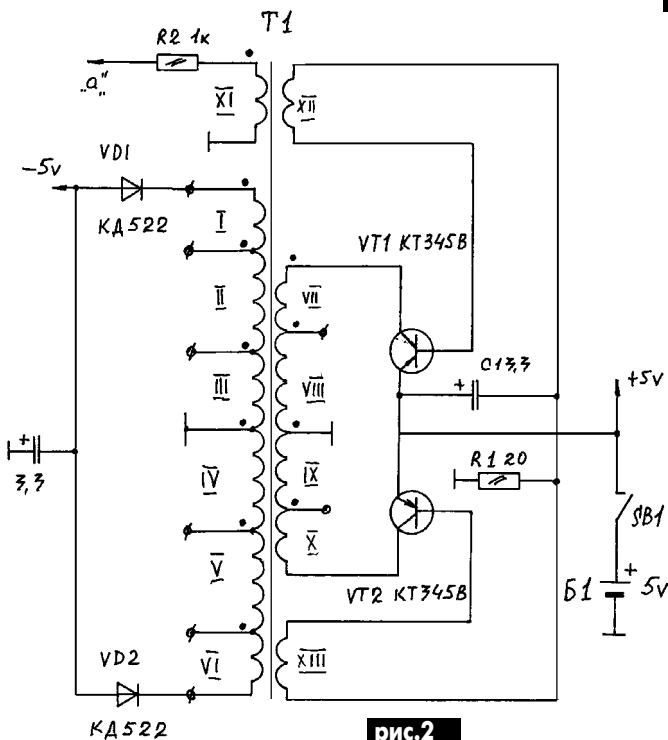 T1
R2 1к
„a"
XI
XII
VD1
-5v
КД522
I
VT1 КТ345В
II
VII
С1 3,3
III
VIII
+5v
+
3,3
R1 20
IV
IX
SB1
V
X
VT2 КТ345В
Б1
+
5v
VD2
VI
XIII
КД522
рис.2